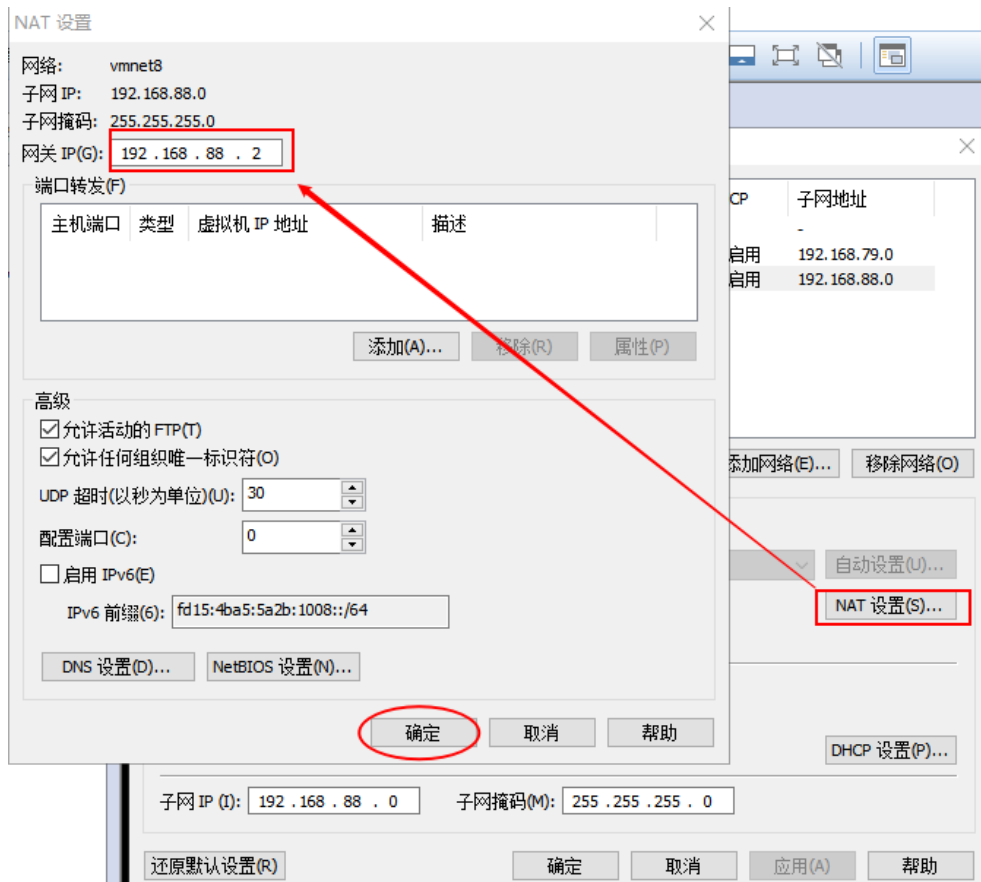 NAT 设置
网络: vmnet8
子网 IP: 192.168.88.0
子网掩码: 255.255.255.0
网关 IP(G): 192 . 168 . 88 . 2
端口转发(F)
主机端口 类型 虚拟机 IP 地址 描述
添加(A)... 移除(R) 属性(P)
高级
允许活动的 FTP(T)
允许任何组织唯一标识符(O)
UDP 超时(以秒为单位)(U): 30
配置端口(C): 0
启用 IPv6(E)
IPv6 前缀(6): fd15:4ba5:5a2b:1008::/64
DNS 设置(D)... NetBIOS 设置(N)...
确定 取消 帮助
CP 子网地址
-
启用 192.168.79.0
启用 192.168.88.0
添加网络(E)... 移除网络(O)
自动设置(U)...
NAT 设置(S)...
DHCP 设置(P)...
子网 IP (I): 192 . 168 . 88 . 0 子网掩码(M): 255 . 255 . 255 . 0
还原默认设置(R) 确定 取消 应用(A) 帮助